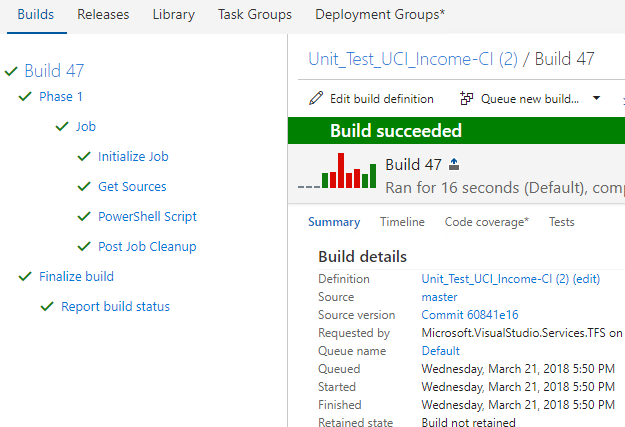 Builds Releases Library Task Groups Deployment Groups*
Build 47
Phase 1
Job
Initialize Job
Get Sources
PowerShell Script
Post Job Cleanup
Finalize build
Report build status
Unit_Test_UCI_Income-CI (2) / Build 47
Edit build definition Queue new build...
Build succeeded
Build 47
Ran for 16 seconds (Default),
Summary Timeline Code coverage* Tests
Build details
Definition Unit_Test_UCI_Income-CI (2) (edit)
Source master
Source version Commit 60841e16
Requested by Microsoft.VisualStudio.Services.TFS on
Queue name Default
Queued Wednesday, March 21, 2018 5:50 PM
Started Wednesday, March 21, 2018 5:50 PM
Finished Wednesday, March 21, 2018 5:50 PM
Retained state Build not retained